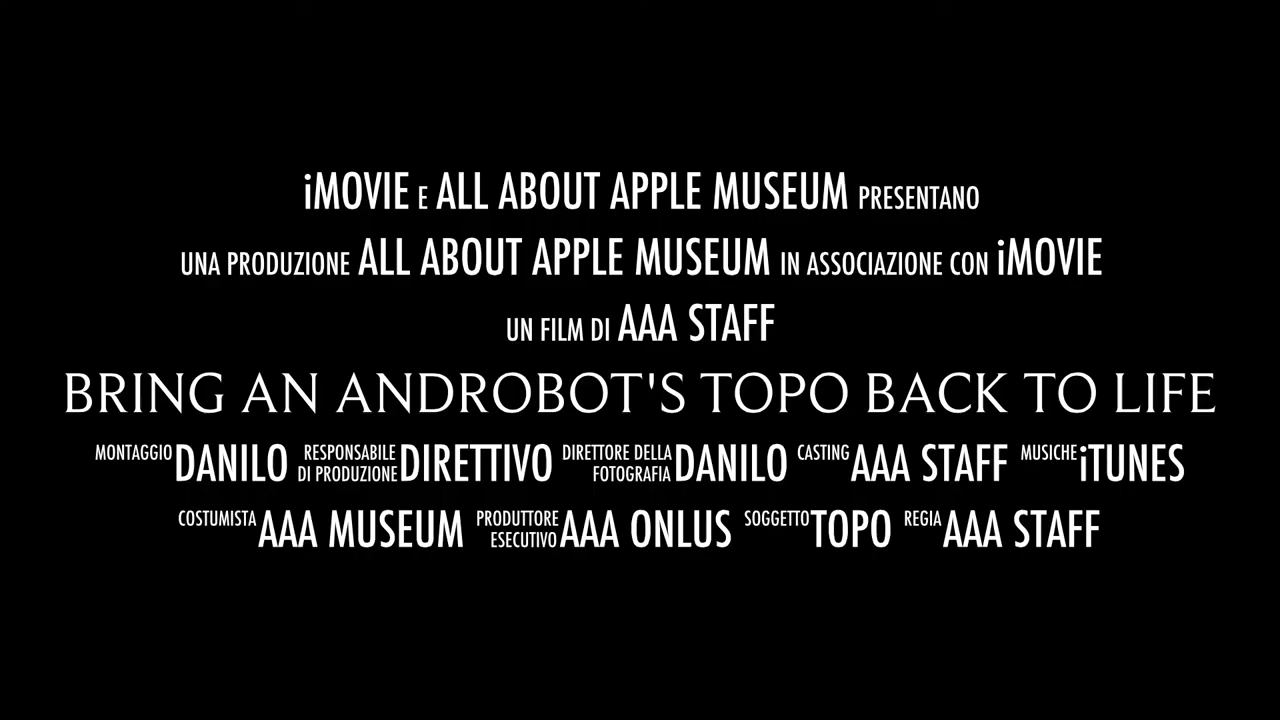 iMOVIE E ALL ABOUT APPLE MUSEUM PRESENTANO
UNA PRODUZIONE ALL ABOUT APPLE MUSEUM IN ASSOCIAZIONE CON iMOVIE
UN FILM DI AAA STAFF
BRING AN ANDROBOT'S TOPO BACK TO LIFE
MONTAGGIO DANILO RESPONSABILE DI PRODUZIONE DIRETTIVO DIRETTORE DELLA FOTOGRAFIA DANILO CASTING AAA STAFF MUSICHE iTUNES
COSTUMISTA AAA MUSEUM PRODUTTORE ESECUTIVO AAA ONLUS SOGGETTO TOPO REGIA AAA STAFF